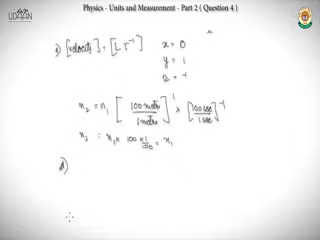 UDAAN
Physics - Units and Measurement - Part 2 ( Question 4 )
[velocity] = [L T⁻¹] x = 0
y = 1
z = -1
n₂ = n₁ [100 metre / 1 metre]¹ × [100 sec / 1 sec]⁻¹
n₂ = n₁ × 100 × 1/100 = n₁
d)